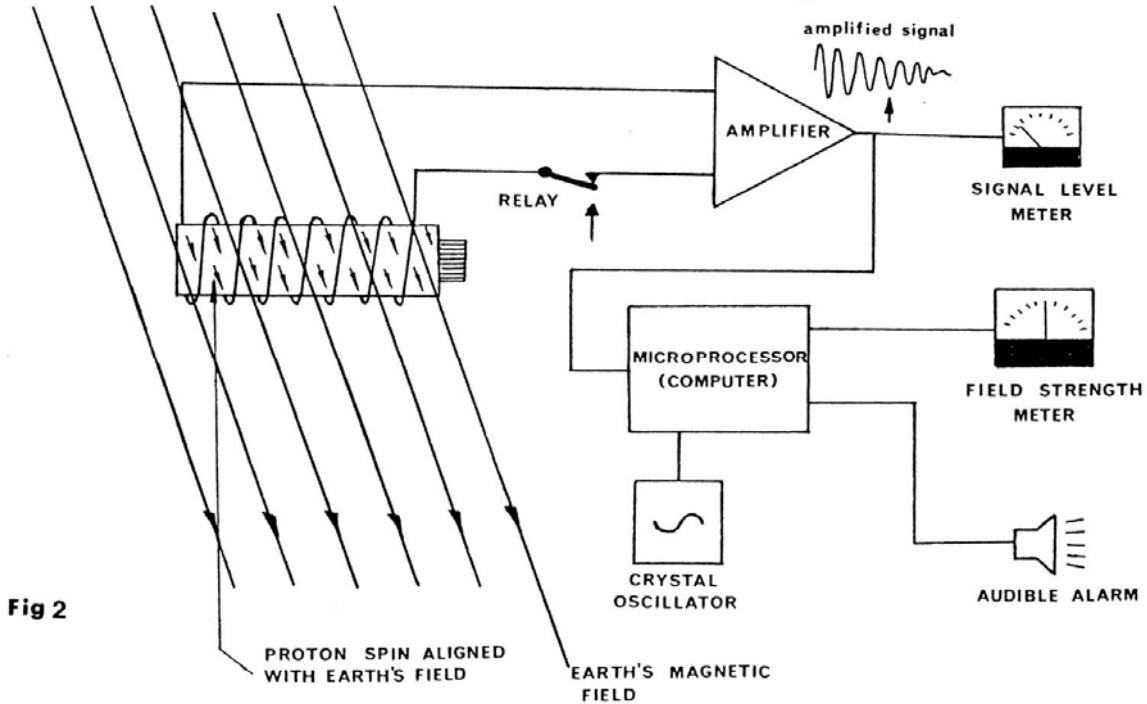 amplified signal
AMPLIFIER
RELAY
SIGNAL LEVEL
METER
MICROPROCESSOR
(COMPUTER)
FIELD STRENGTH
METER
CRYSTAL
OSCILLATOR
AUDIBLE ALARM
Fig 2
PROTON SPIN ALIGNED
WITH EARTH'S FIELD
EARTH'S MAGNETIC
FIELD